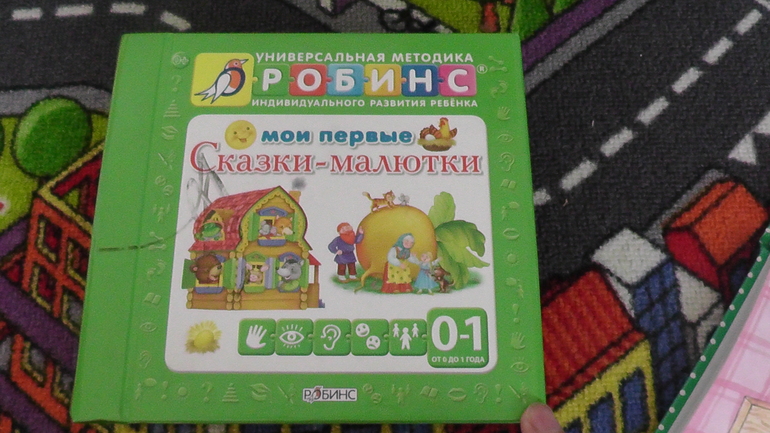 УНИВЕРСАЛЬНАЯ МЕТОДИКА
РОБИНС®
ИНДИВИДУАЛЬНОГО РАЗВИТИЯ РЕБЁНКА
мои первые
Сказки-малютки
0-1
ОТ 0 ДО 1 ГОДА
РОБИНС